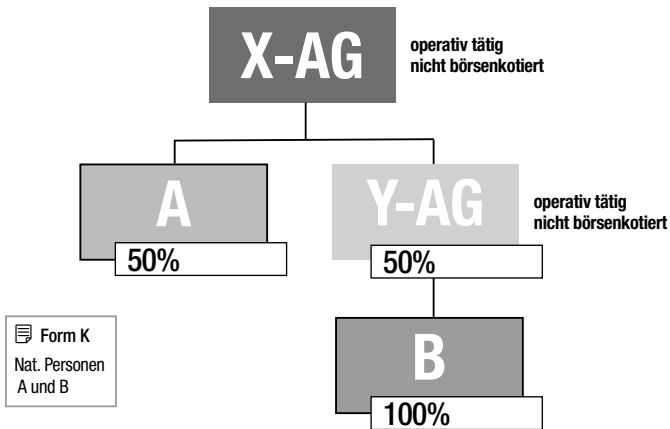 X-AG
operativ tätig
nicht börsenkotiert
A
50%
Y-AG
50%
operativ tätig
nicht börsenkotiert
Form K
Nat. Personen
A und B
B
100%